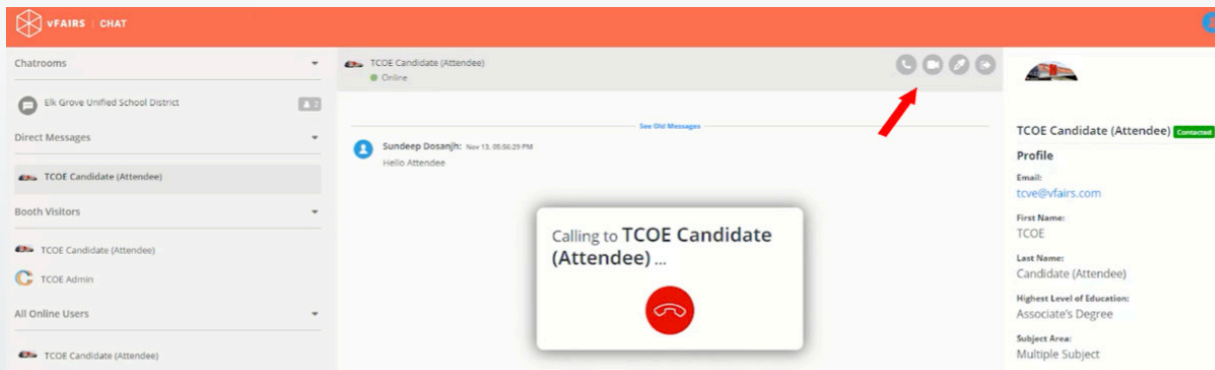 vFAIRS | CHAT
Chatrooms
Elk Grove Unified School District
2
Direct Messages
TCOE Candidate (Attendee)
Booth Visitors
TCOE Candidate (Attendee)
TCOE Admin
All Online Users
TCOE Candidate (Attendee)
TCOE Candidate (Attendee)
Online
See Old Messages
Sundeep Dosanjh: Nov 13, 05:56:29 PM
Hello Attendee
Calling to TCOE Candidate
(Attendee) ...
TCOE Candidate (Attendee) Contacted
Profile
Email:
tcve@vfairs.com
First Name:
TCOE
Last Name:
Candidate (Attendee)
Highest Level of Education:
Associate's Degree
Subject Area:
Multiple Subject